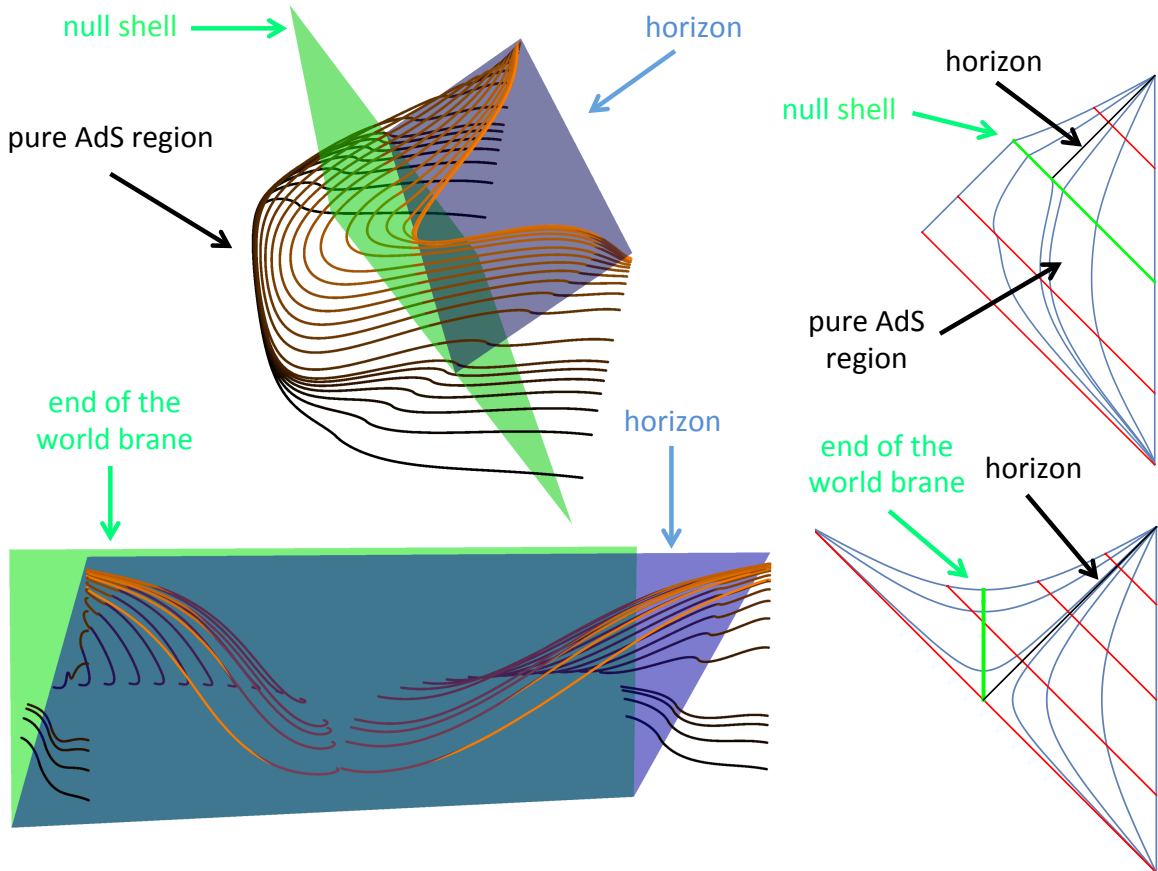 null shell
horizon
pure AdS region
horizon
null shell
pure AdS
region
end of the
world brane
horizon
end of the
world brane
horizon